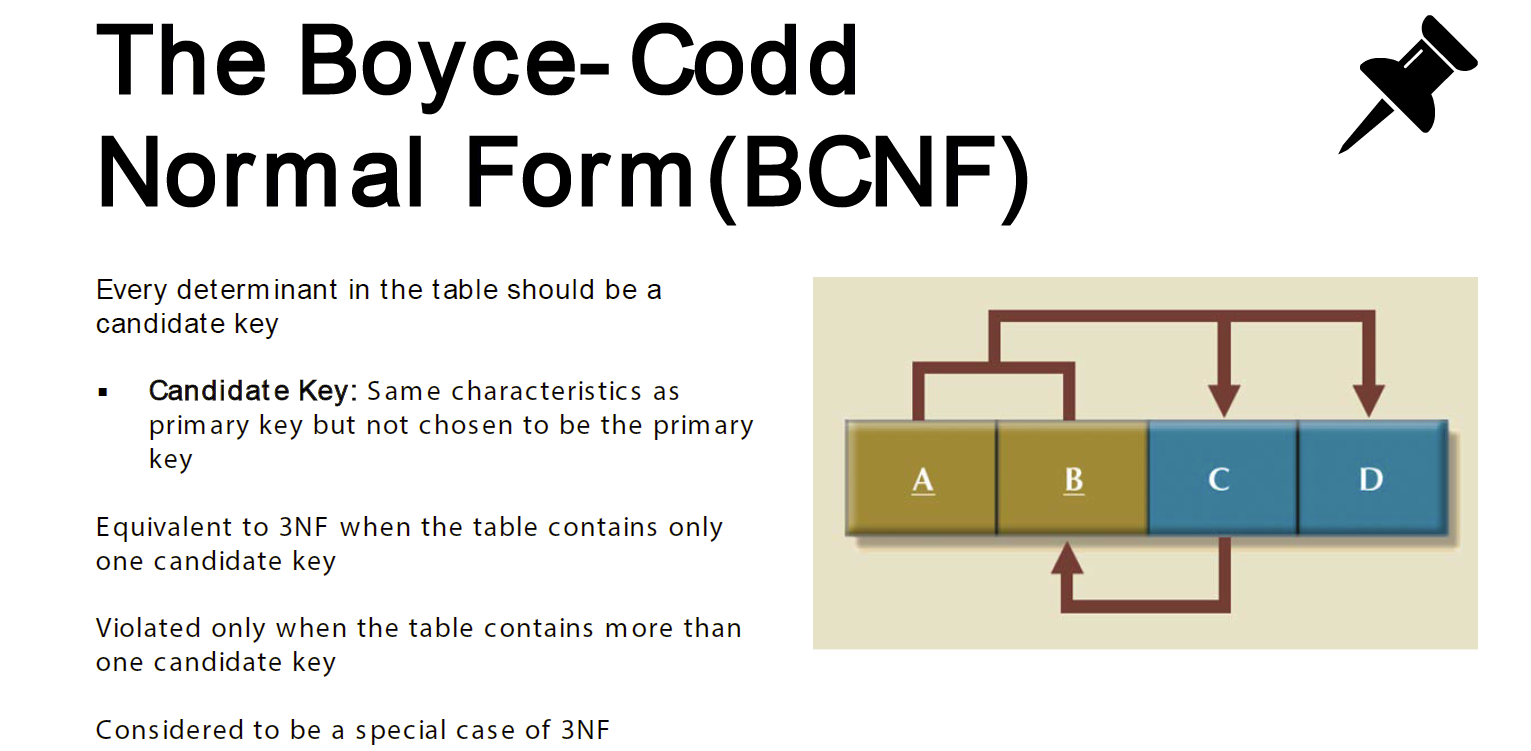 The Boyce-Codd
Normal Form(BCNF)
Every determinant in the table should be a
candidate key
▪ Candidate Key: Same characteristics as
primary key but not chosen to be the primary
key
Equivalent to 3NF when the table contains only
one candidate key
Violated only when the table contains more than
one candidate key
Considered to be a special case of 3NF
A B C D